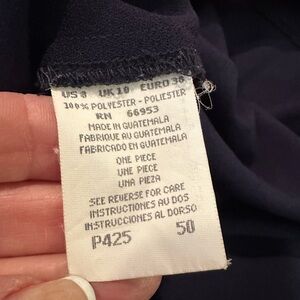 US 8 UK 10 EURO 36
100% POLYESTER - POLIESTER
RN 66953
MADE IN GUATEMALA
FABRIQUE AU GUATEMALA
FABRICADO EN GUATEMALA
ONE PIECE
UNE PIECE
UNA PIEZA
SEE REVERSE FOR CARE
INSTRUCTIONES AU DOS
INSTRUCCIONES AL DORSO
P425 50